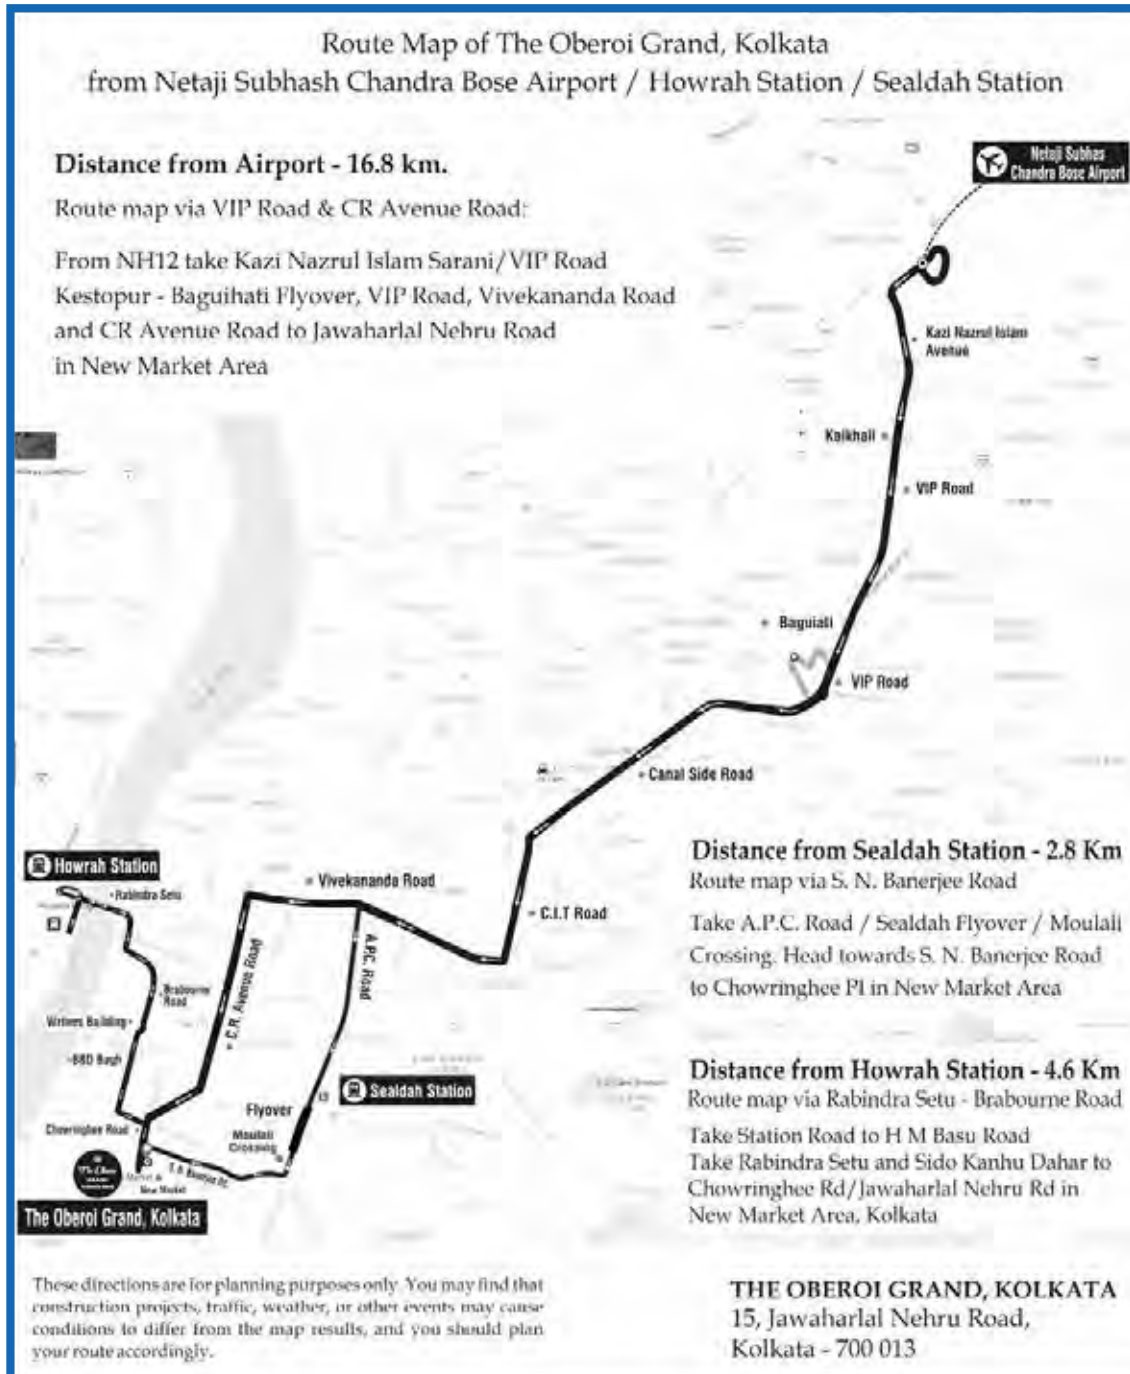 Route Map of The Oberoi Grand, Kolkata
from Netaji Subhash Chandra Bose Airport / Howrah Station / Sealdah Station
Distance from Airport - 16.8 km.
Route map via VIP Road & CR Avenue Road:
From NH12 take Kazi Nazrul Islam Sarani/VIP Road
Kestopur - Baguihati Flyover, VIP Road, Vivekananda Road
and CR Avenue Road to Jawaharlal Nehru Road
in New Market Area
Netaji Subhas
Chandra Bose Airport
Kazi Nazrul Islam
Avenue
Kaikhali
VIP Road
Baguiati
VIP Road
Canal Side Road
Howrah Station
Rabindra Setu
Vivekananda Road
C.I.T Road
A.P.C. Road
C.R. Avenue Road
Brabourne
Road
Writers Building
BBD Bagh
Sealdah Station
Flyover
Moulali
Crossing
Chowringhee Road
New Market
The Oberoi Grand, Kolkata
Distance from Sealdah Station - 2.8 Km
Route map via S. N. Banerjee Road
Take A.P.C. Road / Sealdah Flyover / Moulali
Crossing. Head towards S. N. Banerjee Road
to Chowringhee Pl in New Market Area
Distance from Howrah Station - 4.6 Km
Route map via Rabindra Setu - Brabourne Road
Take Station Road to H M Basu Road
Take Rabindra Setu and Sido Kanhu Dahar to
Chowringhee Rd/Jawaharlal Nehru Rd in
New Market Area, Kolkata
These directions are for planning purposes only. You may find that
construction projects, traffic, weather, or other events may cause
conditions to differ from the map results, and you should plan
your route accordingly.
THE OBEROI GRAND, KOLKATA
15, Jawaharlal Nehru Road,
Kolkata - 700 013